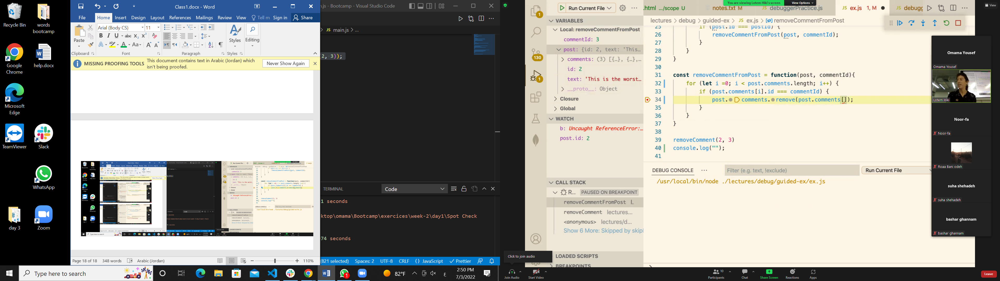 Recycle Bin
words bootcamp
Google Chrome
help.docx
Microsoft Edge
TeamViewer
Slack
WhatsApp
day 3
Zoom
Class1.docx - Word
File Home Insert Design Layout References Mailings Review View Tell m Sign in Share
Arial (Body CS) 11
Paste
Styles
Editing
Clipboard Font Paragraph Styles
MISSING PROOFING TOOLS This document contains text in Arabic (Jordan) which isn't being proofed. Never Show Again
Page 18 of 18 348 words Arabic (Jordan) 110%
.js - Bootcamp - Visual Studio Code
JS main.js > ...
2, 3));
TERMINAL Code
1 seconds
ktop\omama\Bootcamp\exercices\week-2\day1\Spot Check
74 seconds
(821 selected) Spaces: 2 UTF-8 CRLF {} JavaScript Prettier
Type here to search
82°F
ع
2:50 PM
7/3/2022
You are viewing Lotem Hiki's screen View Options
View
Run Current File
.html .../scope U notes.txt M debuggerPractice.js JS ex.js 1, M JS debugg
lectures > debug > guided-ex > JS ex.js > removeCommentFromPost
VARIABLES
Local: removeCommentFromPost
commentId: 3
post: {id: 2, text: 'This…
comments: (3) [{…}, {…},…
id: 2
text: 'This is the worst…
__proto__: Object
Closure
Global
WATCH
b: Uncaught ReferenceError:…
post.id: 2
CALL STACK
R... PAUSED ON BREAKPOINT
removeCommentFromPost l..
removeComment lectures...
<anonymous> lectures/d...
Show 6 More: Skipped by skipl
LOADED SCRIPTS
BREAKPOINTS
1
130
1
25 if (post.id === postId) {
26 removeCommentFromPost(post, commentId);
27 }
28 }
29 }
30
31 const removeCommentFromPost = function(post, commentId){
32 for (let i =0; i < post.comments.length; i++) {
33 if (post.comments[i].id === commentId) {
34 post.comments.remove(post.comments[]);
35 }
36 }
37 }
38
39 removeComment(2, 3)
40 console.log("");
41
DEBUG CONSOLE ... Filter (e.g. text, !exclude) Run Current File
/usr/local/bin/node ./lectures/debug/guided-ex/ex.js
Omama Yousef
Omama Yousef
Lotem Hiki
Noor-fa
Noor-fa
Roaa Bani odeh
suha shehadeh
suha shehadeh
bashar ghannam
bashar ghannam
Click to join audio
Join Audio Start Video Participants 10 Chat Share Screen Reactions Apps Leave